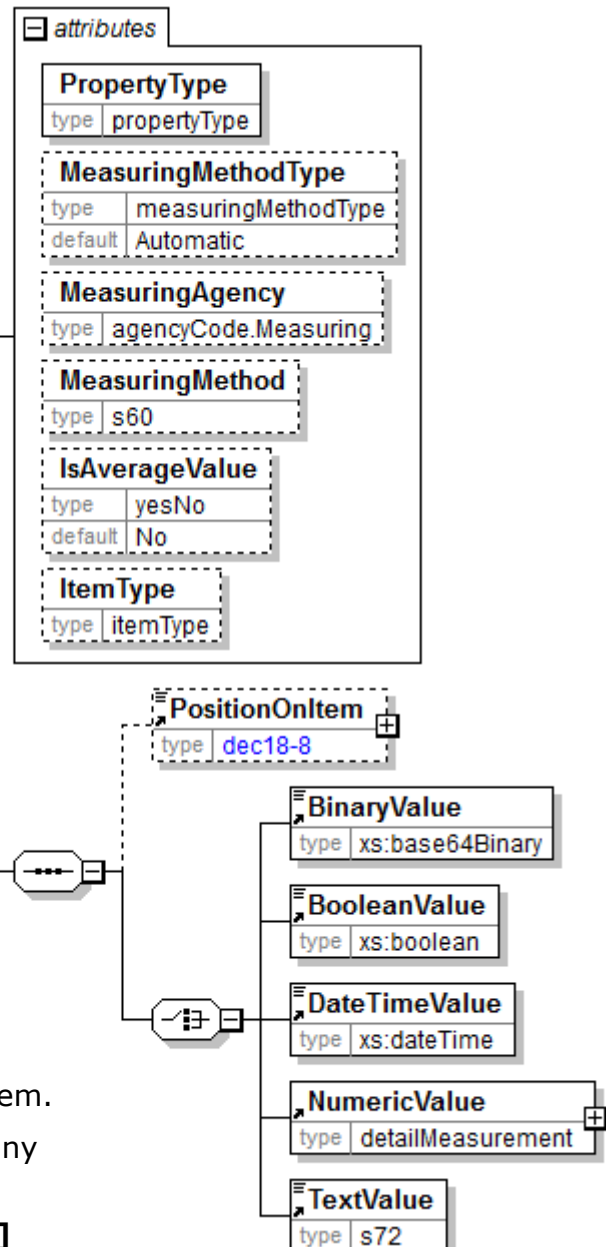 attributes
PropertyType
type propertyType
MeasuringMethodType
type measuringMethodType
default Automatic
MeasuringAgency
type agencyCode.Measuring
MeasuringMethod
type s60
IsAverageValue
type yesNo
default No
ItemType
type itemType
PositionOnItem
type dec18-8
BinaryValue
type xs:base64Binary
BooleanValue
type xs:boolean
DateTimeValue
type xs:dateTime
em.
NumericValue
type detailMeasurement
ny
TextValue
type s72
]